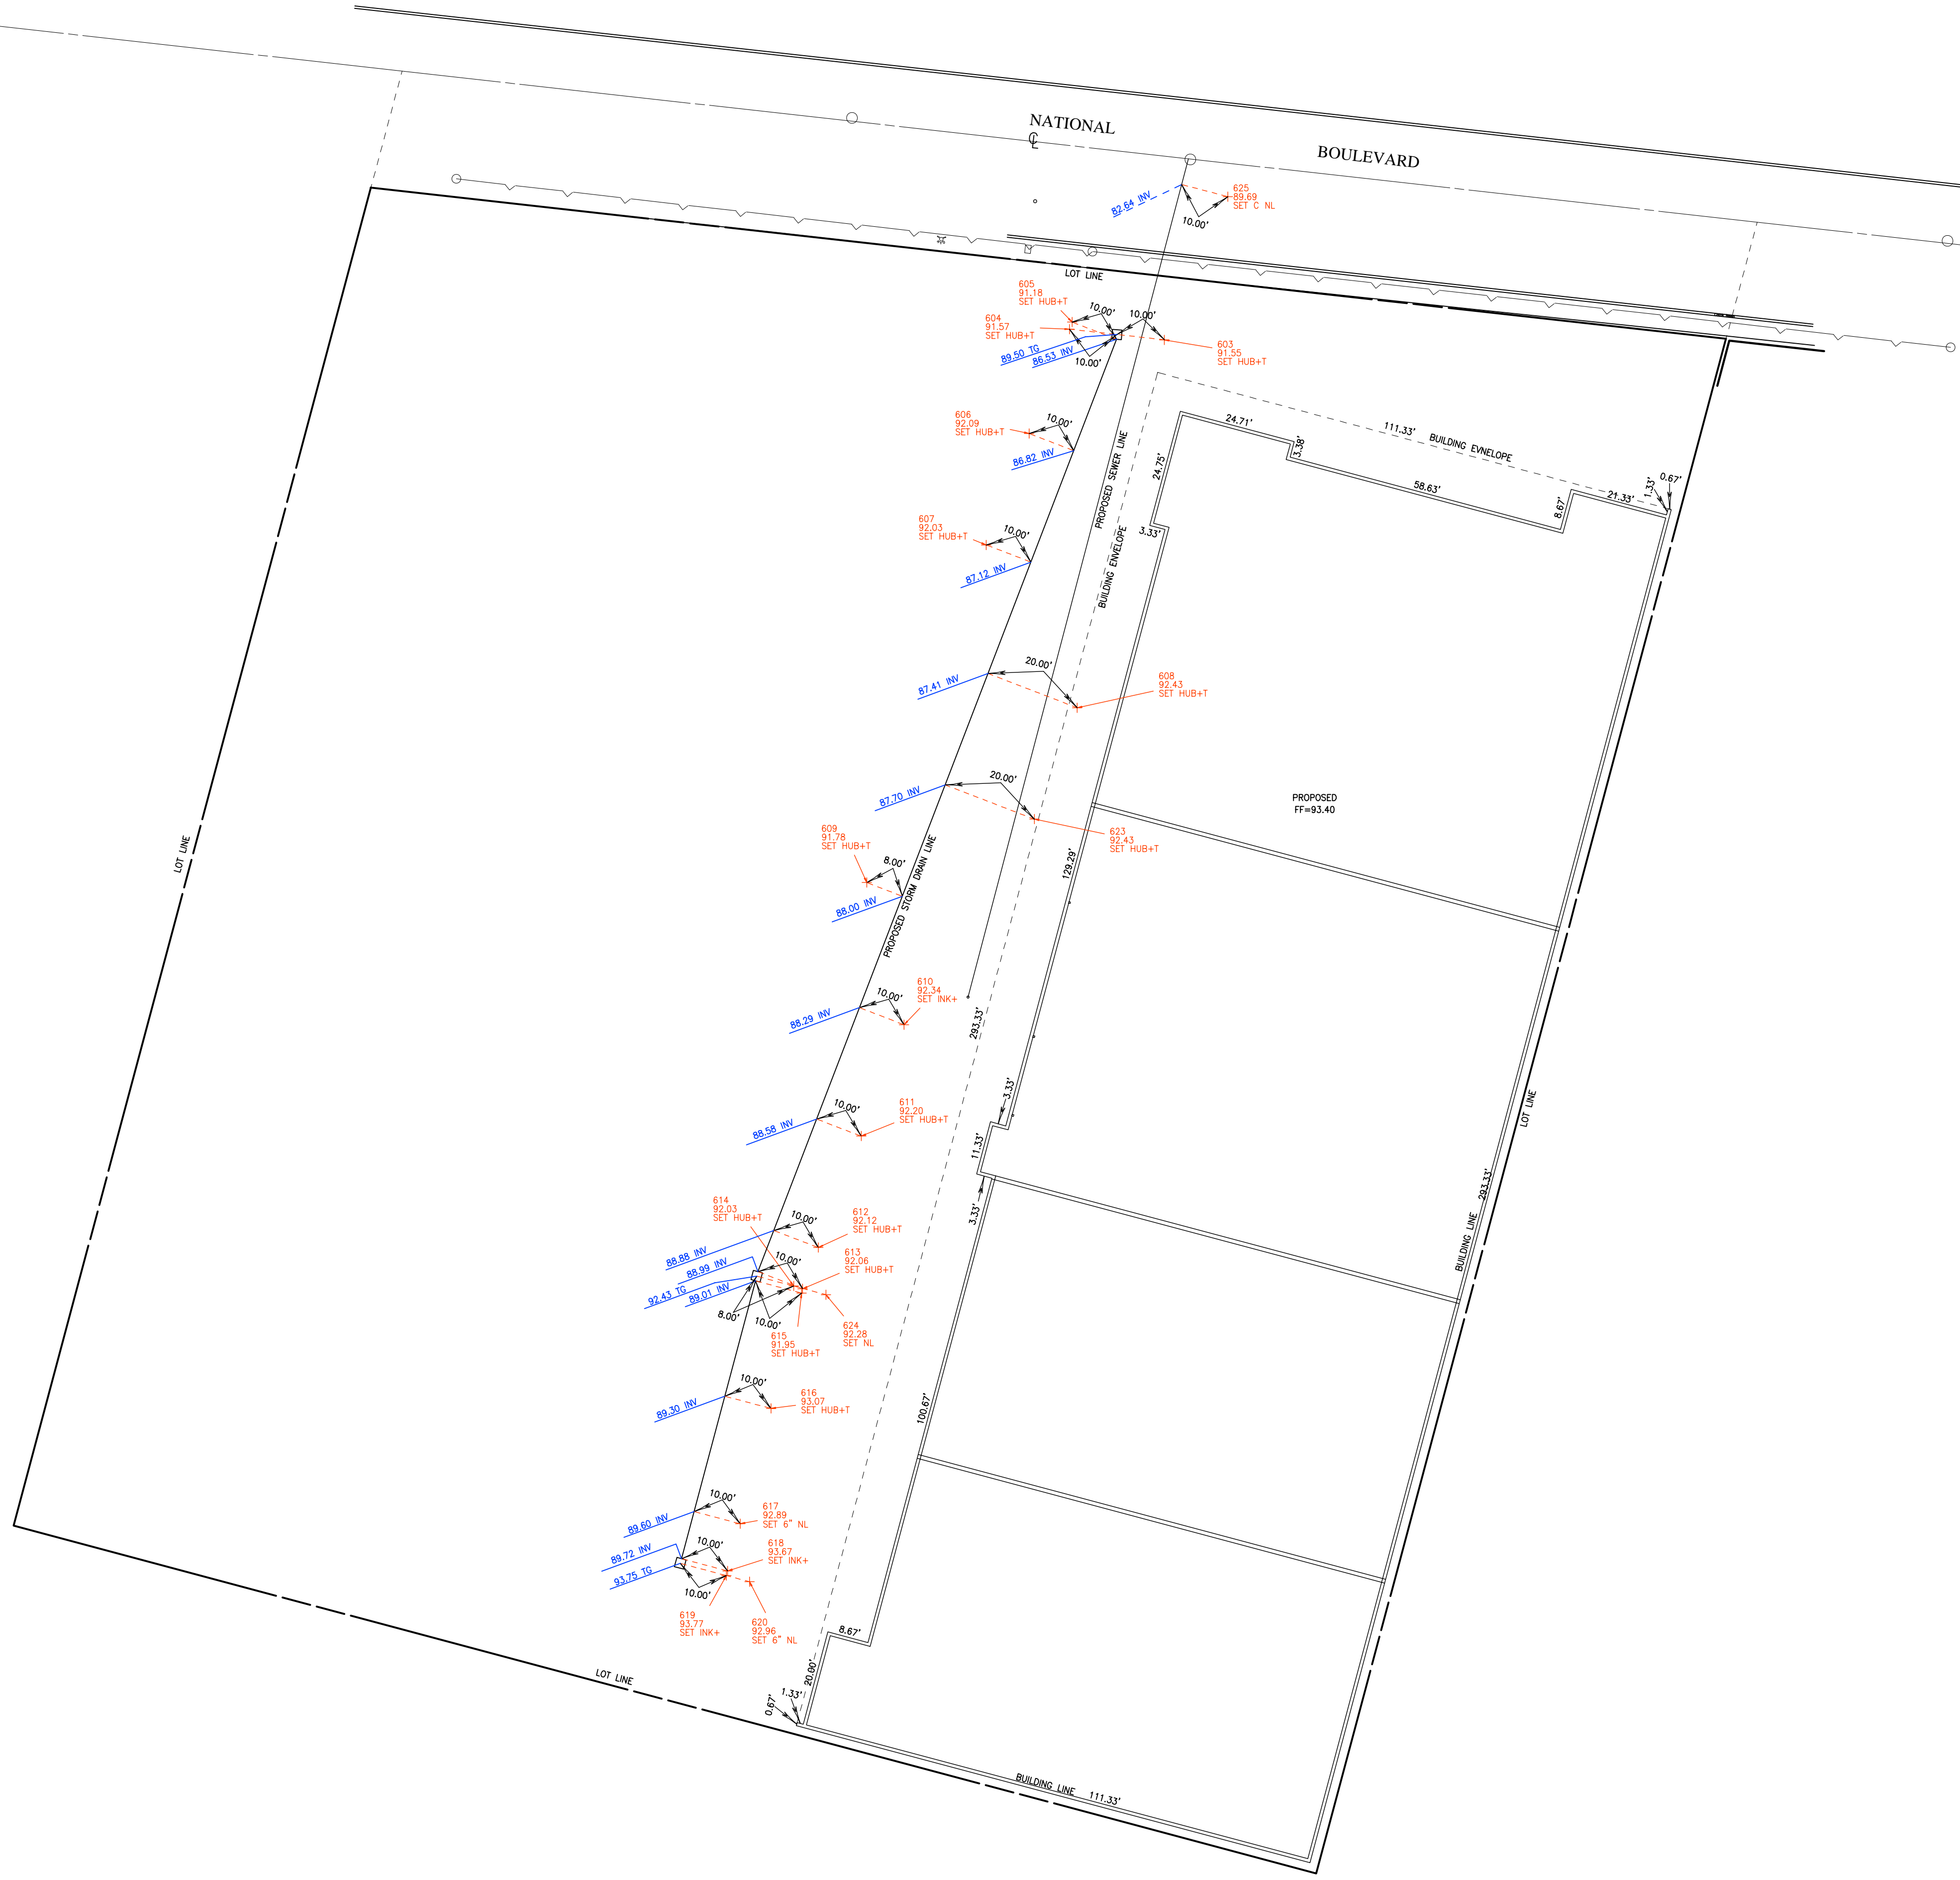 NATIONAL
BOULEVARD
CL
625
89.69
SET C NL
82.64 INV
10.00'
LOT LINE
605
91.18
SET HUB+T
10.00'
10.00'
604
91.57
SET HUB+T
89.50 TG
86.53 INV
10.00'
603
91.55
SET HUB+T
606
92.09
SET HUB+T
10.00'
86.82 INV
PROPOSED SEWER LINE
24.71'
3.38'
111.33'
BUILDING EVNELOPE
24.75'
58.63'
8.67'
21.33'
1.33'
0.67'
607
92.03
SET HUB+T
10.00'
87.12 INV
3.33'
BUILDING ENVELOPE
20.00'
87.41 INV
608
92.43
SET HUB+T
20.00'
87.70 INV
PROPOSED
FF=93.40
623
92.43
SET HUB+T
609
91.78
SET HUB+T
8.00'
88.00 INV
PROPOSED STORM DRAIN LINE
129.29'
LOT LINE
610
92.34
SET INK+
10.00'
88.29 INV
293.33'
611
92.20
SET HUB+T
10.00'
88.58 INV
3.33'
11.33'
LOT LINE
614
92.03
SET HUB+T
10.00'
612
92.12
SET HUB+T
3.33'
88.88 INV
88.99 INV
92.43 TG
89.01 INV
10.00'
613
92.06
SET HUB+T
8.00'
10.00'
615
91.95
SET HUB+T
624
92.28
SET NL
BUILDING LINE
293.33'
10.00'
89.30 INV
616
93.07
SET HUB+T
100.67'
10.00'
89.60 INV
617
92.89
SET 6" NL
89.72 INV
93.75 TG
10.00'
618
93.67
SET INK+
10.00'
619
93.77
SET INK+
620
92.96
SET 6" NL
8.67'
20.00'
LOT LINE
0.67'
1.33'
BUILDING LINE
111.33'